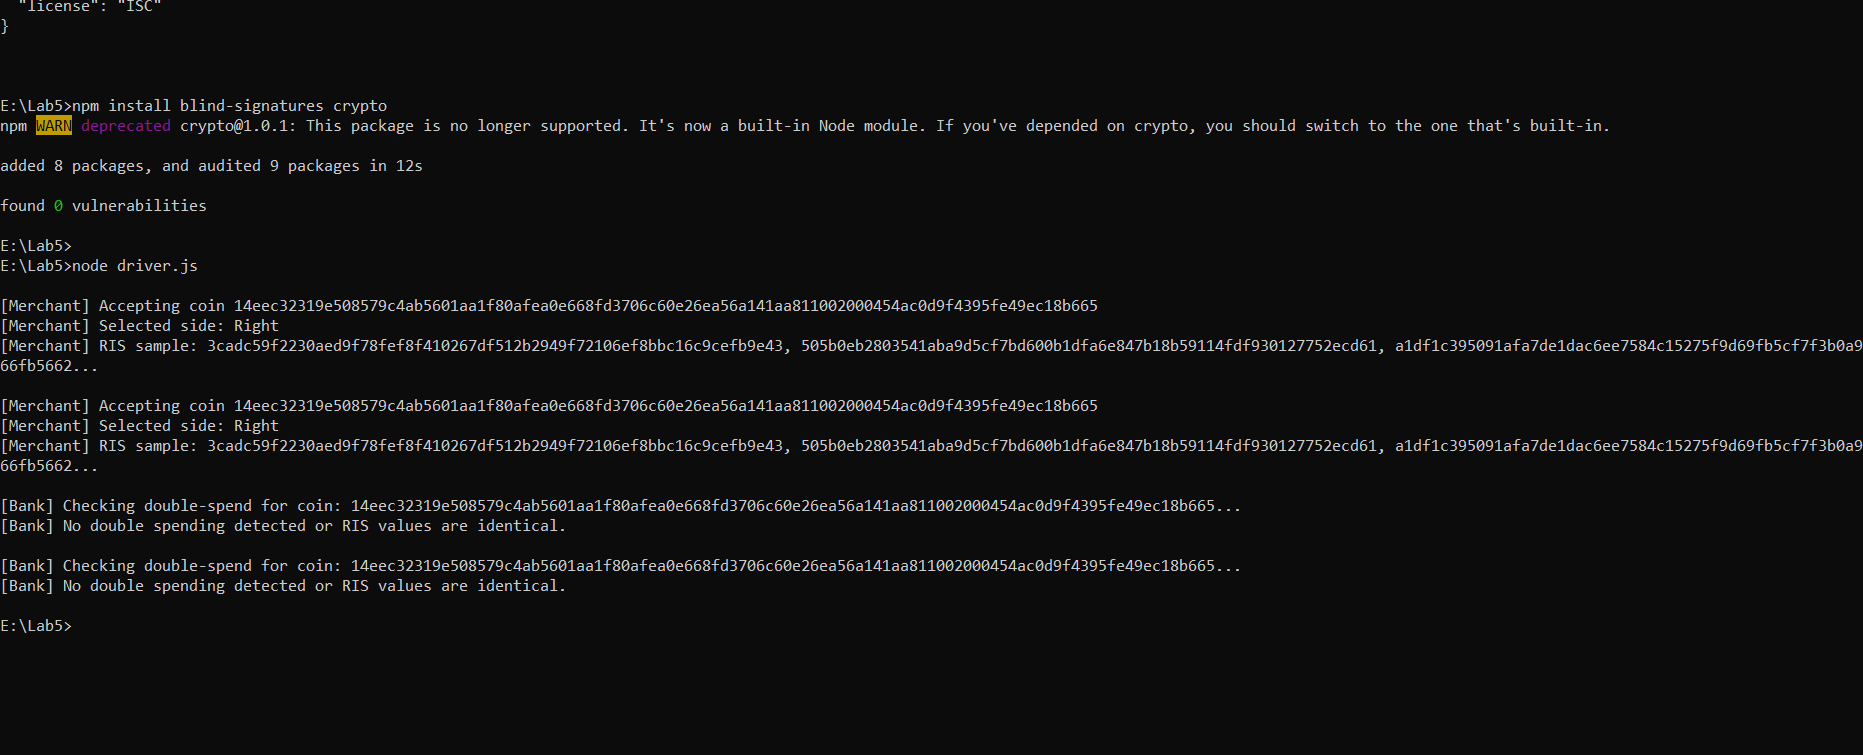 "license": "ISC"
}
E:\Lab5>npm install blind-signatures crypto
npm WARN deprecated crypto@1.0.1: This package is no longer supported. It's now a built-in Node module. If you've depended on crypto, you should switch to the one that's built-in.
added 8 packages, and audited 9 packages in 12s
found 0 vulnerabilities
E:\Lab5>
E:\Lab5>node driver.js
[Merchant] Accepting coin 14eec32319e508579c4ab5601aa1f80afea0e668fd3706c60e26ea56a141aa811002000454ac0d9f4395fe49ec18b665
[Merchant] Selected side: Right
[Merchant] RIS sample: 3cadc59f2230aed9f78fef8f410267df512b2949f72106ef8bbc16c9cefb9e43, 505b0eb2803541aba9d5cf7bd600b1dfa6e847b18b59114fdf930127752ecd61, a1df1c395091afa7de1dac6ee7584c15275f9d69fb5cf7f3b0a9
66fb5662...
[Merchant] Accepting coin 14eec32319e508579c4ab5601aa1f80afea0e668fd3706c60e26ea56a141aa811002000454ac0d9f4395fe49ec18b665
[Merchant] Selected side: Right
[Merchant] RIS sample: 3cadc59f2230aed9f78fef8f410267df512b2949f72106ef8bbc16c9cefb9e43, 505b0eb2803541aba9d5cf7bd600b1dfa6e847b18b59114fdf930127752ecd61, a1df1c395091afa7de1dac6ee7584c15275f9d69fb5cf7f3b0a9
66fb5662...
[Bank] Checking double-spend for coin: 14eec32319e508579c4ab5601aa1f80afea0e668fd3706c60e26ea56a141aa811002000454ac0d9f4395fe49ec18b665...
[Bank] No double spending detected or RIS values are identical.
[Bank] Checking double-spend for coin: 14eec32319e508579c4ab5601aa1f80afea0e668fd3706c60e26ea56a141aa811002000454ac0d9f4395fe49ec18b665...
[Bank] No double spending detected or RIS values are identical.
E:\Lab5>